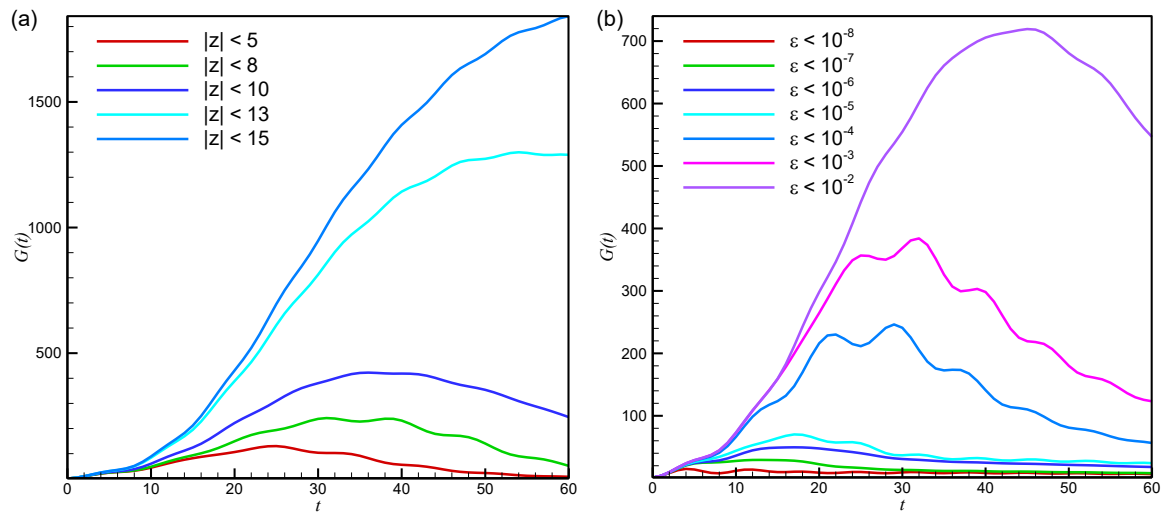 (a)
|z| < 5
|z| < 8
|z| < 10
|z| < 13
|z| < 15
G(t)
1500
1000
500
0 10 20 30 40 50 60
t
(b)
ε < 10⁻⁸
ε < 10⁻⁷
ε < 10⁻⁶
ε < 10⁻⁵
ε < 10⁻⁴
ε < 10⁻³
ε < 10⁻²
G(t)
700
600
500
400
300
200
100
0 10 20 30 40 50 60
t